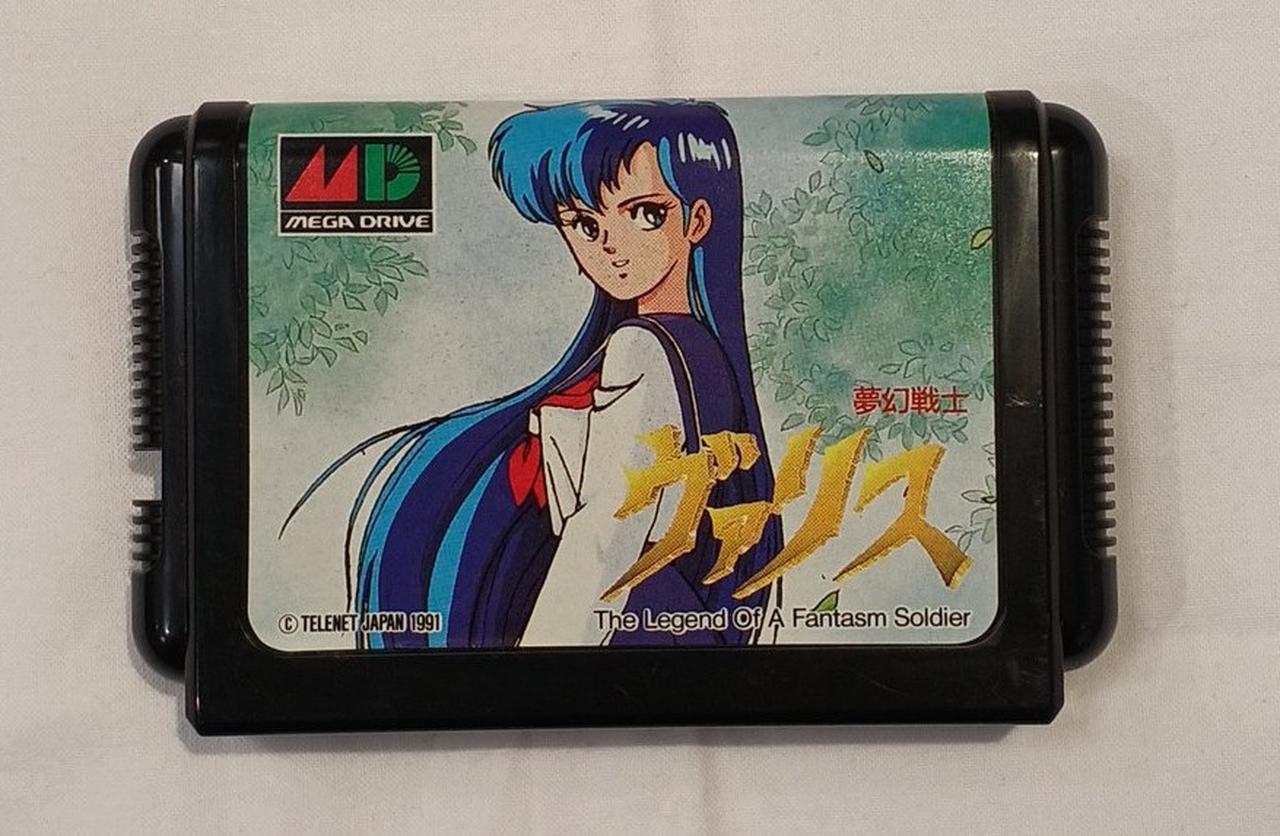 MD
MEGA DRIVE
夢幻戦士
ヴァリス
© TELENET JAPAN 1991
The Legend Of A Fantasm Soldier